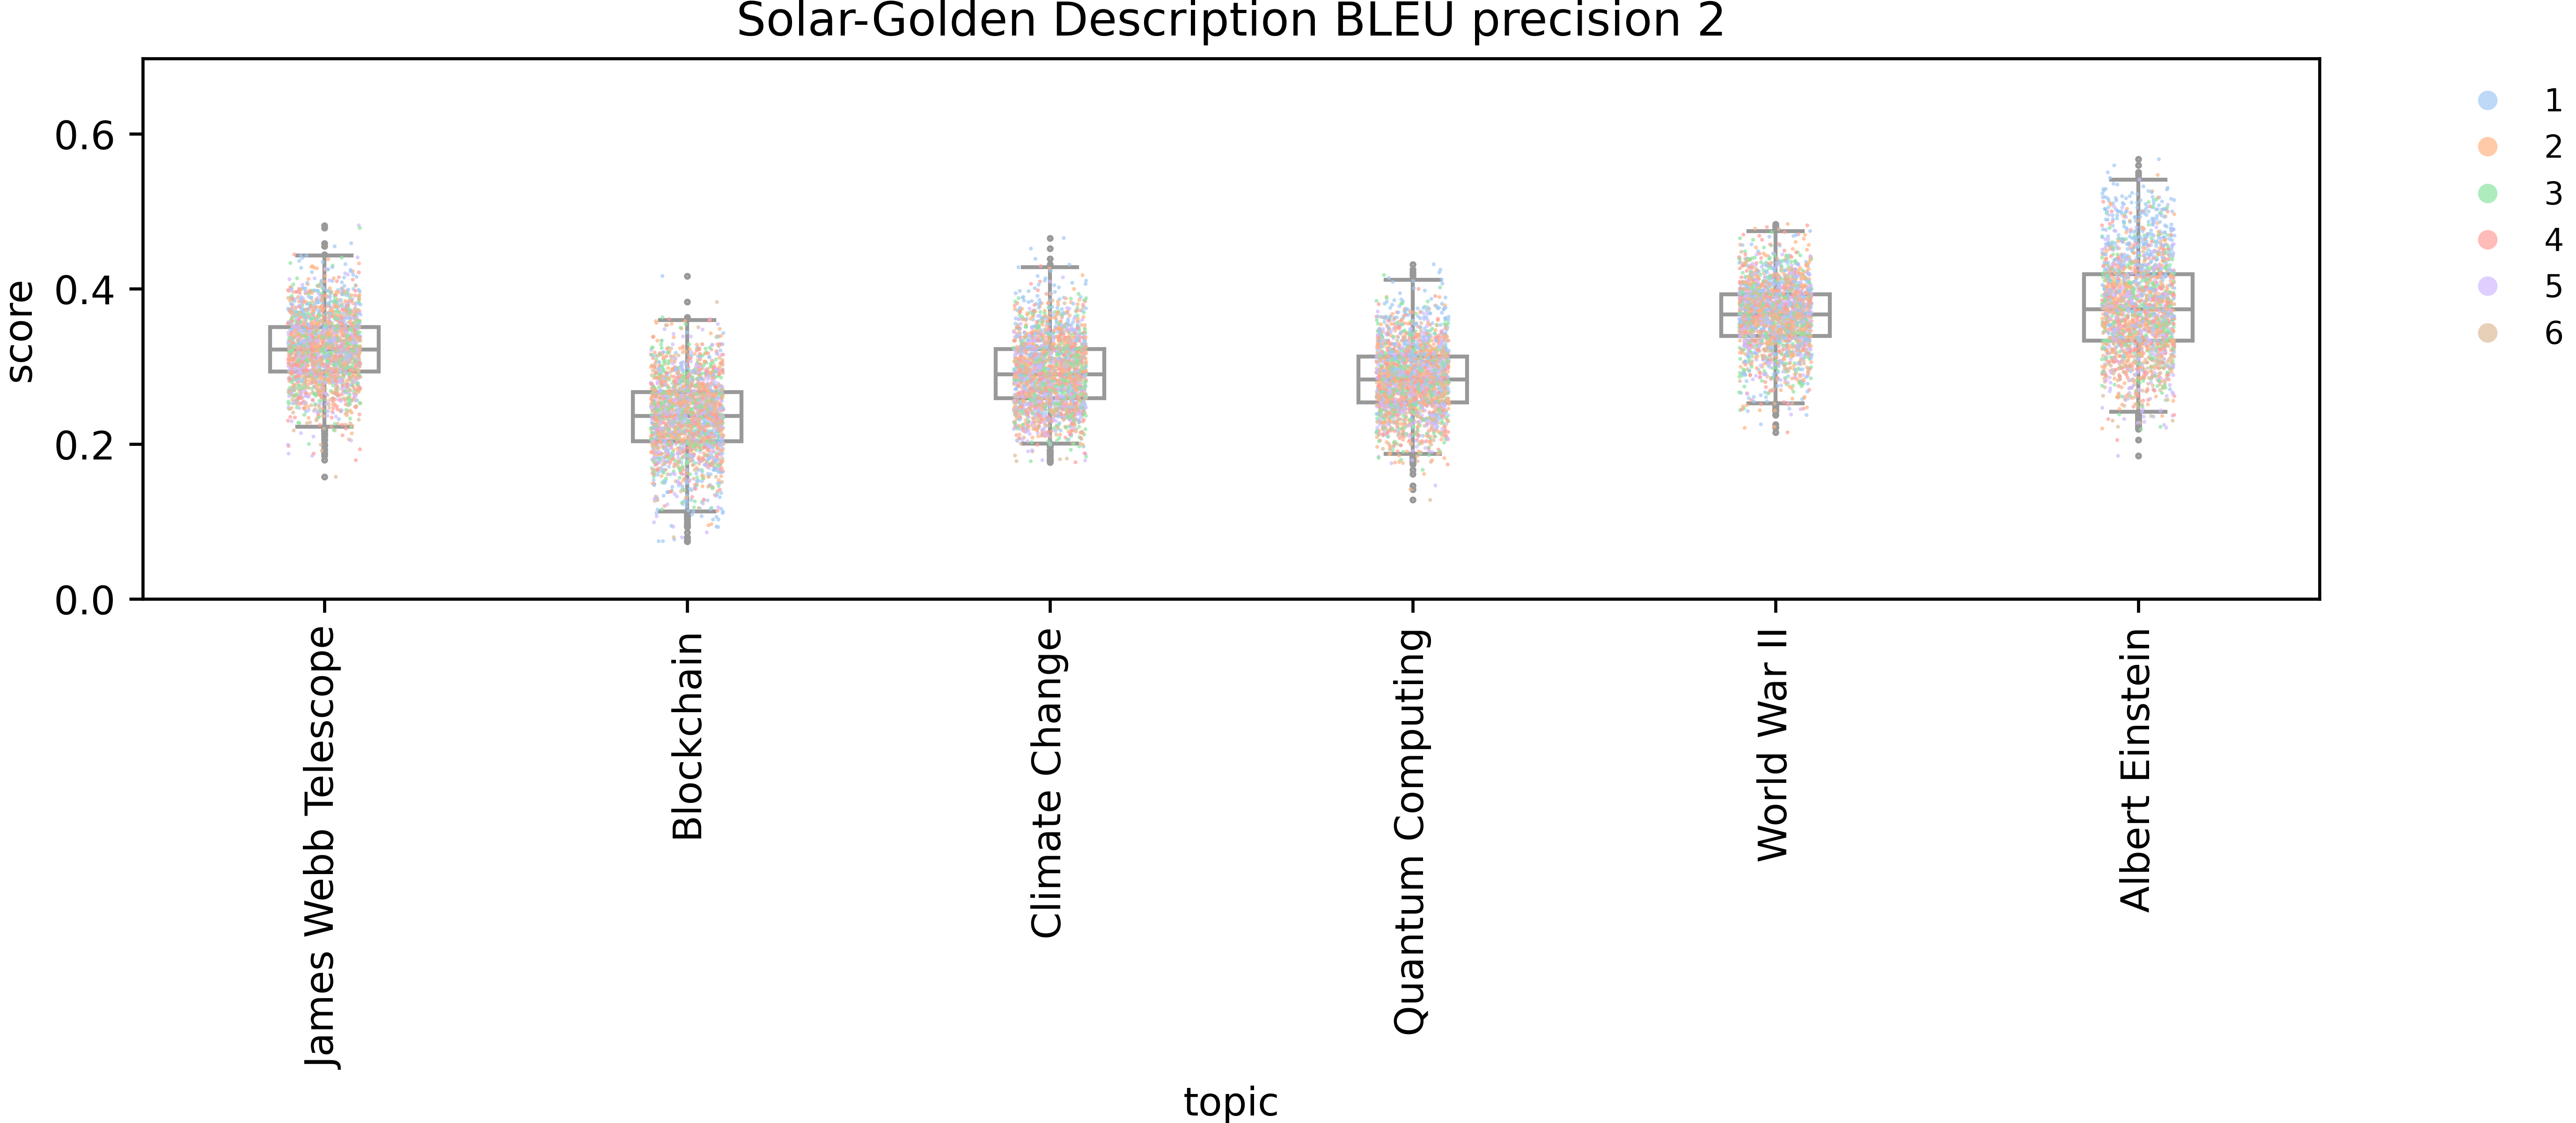 Solar-Golden Description BLEU precision 2
score
0.6
0.4
0.2
0.0
James Webb Telescope
Blockchain
Climate Change
Quantum Computing
World War II
Albert Einstein
topic
1
2
3
4
5
6